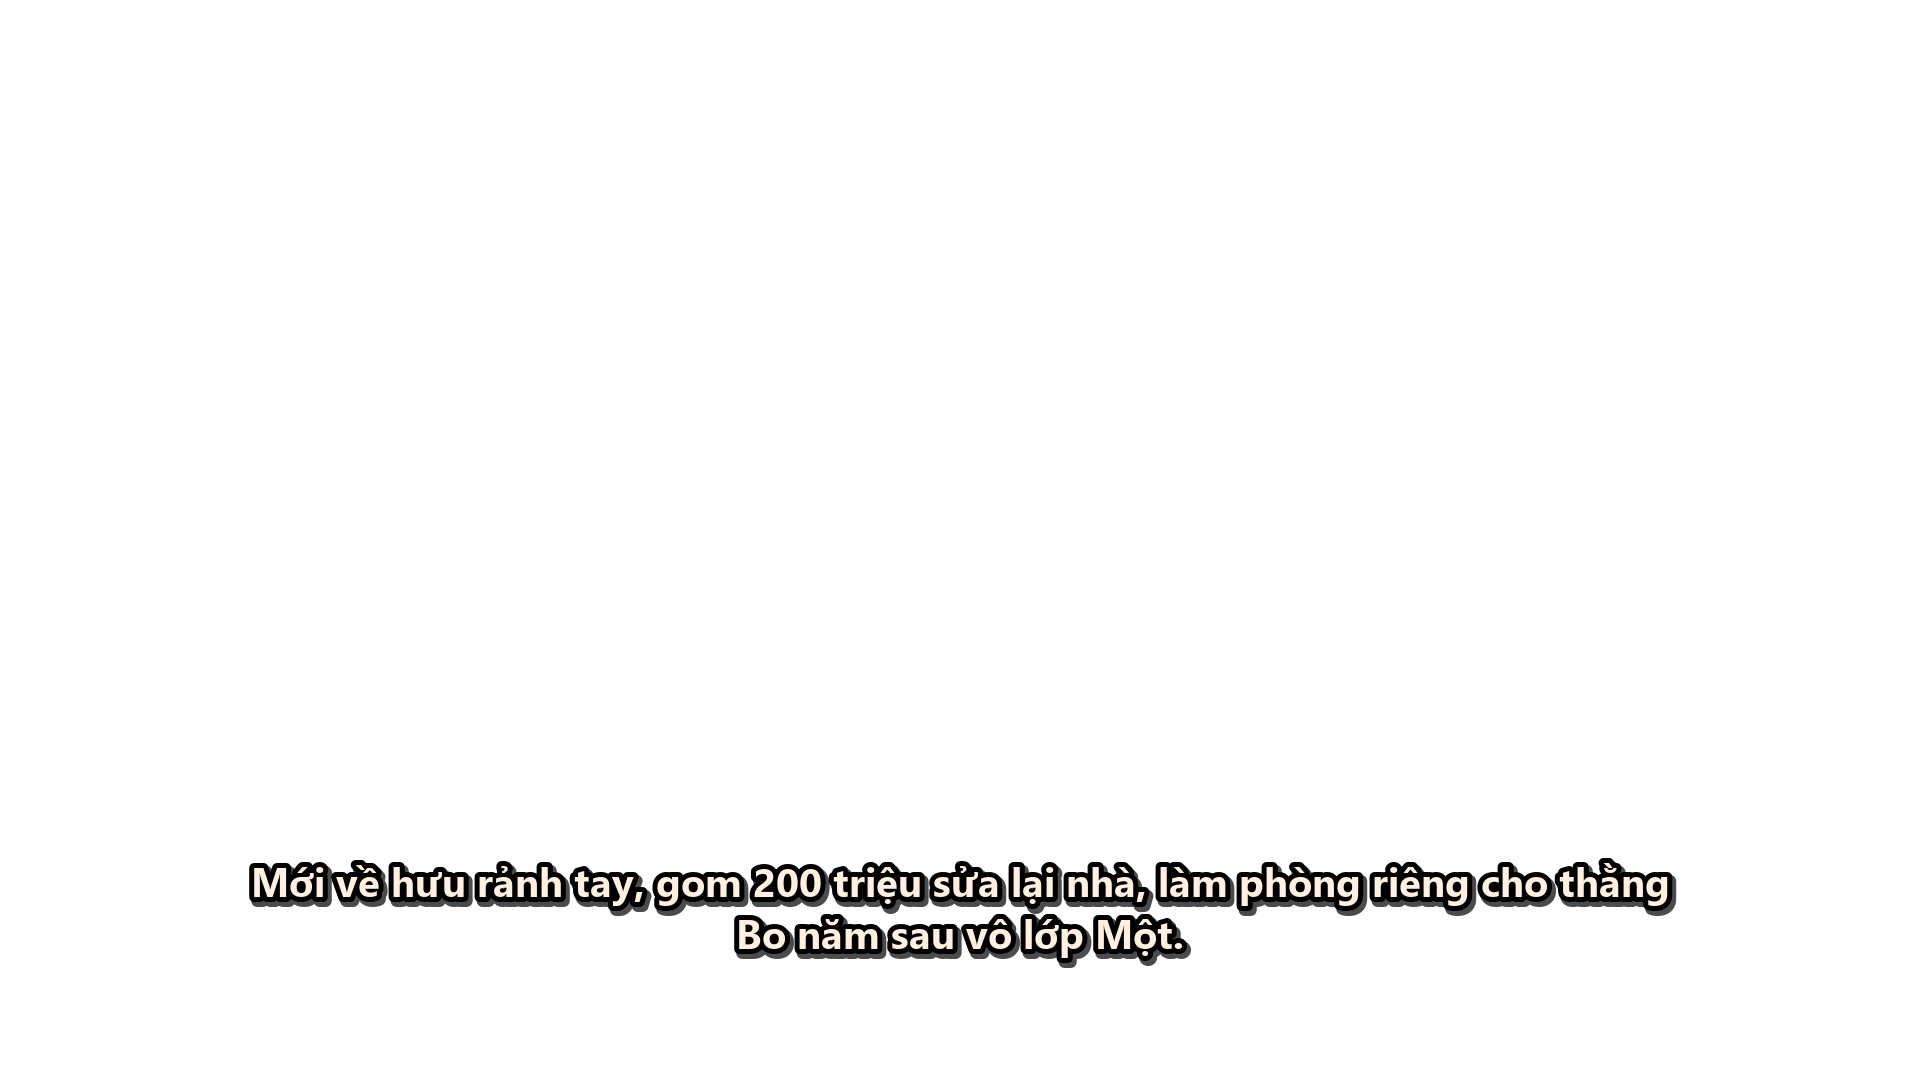 Mới về hưu rảnh tay, gom 200 triệu sửa lại nhà, làm phòng riêng cho thằng
Bo năm sau vô lớp Một.